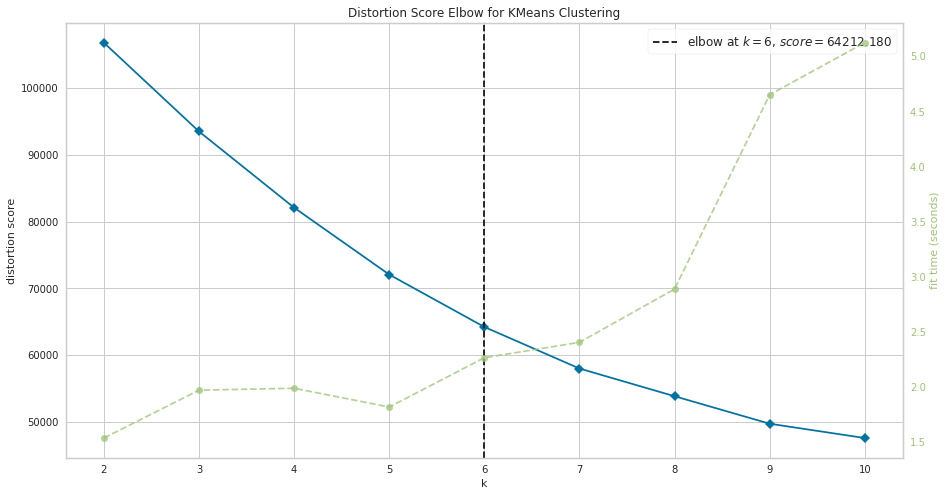 Distortion Score Elbow for KMeans Clustering
elbow at k = 6, score = 64212.180
distortion score
100000
90000
80000
70000
60000
50000
5.0
4.5
4.0
3.5
3.0
2.5
2.0
1.5
fit time (seconds)
2 3 4 5 6 7 8 9 10
k